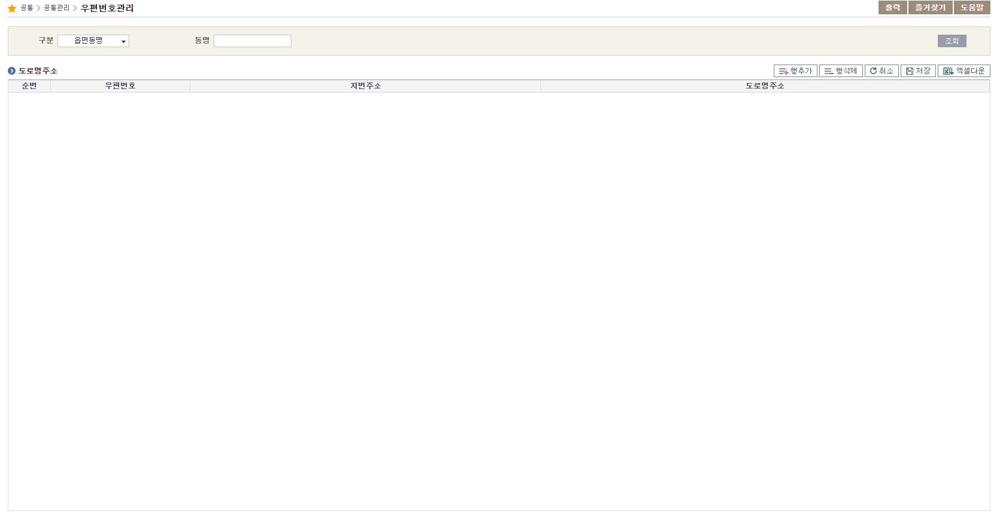 공통 > 공통관리 > 우편번호관리 출력 즐겨찾기 도움말
구분 읍면동명 동명 조회
도로명주소 행추가 행삭제 취소 저장 엑셀다운
순번 우편번호 지번주소 도로명주소